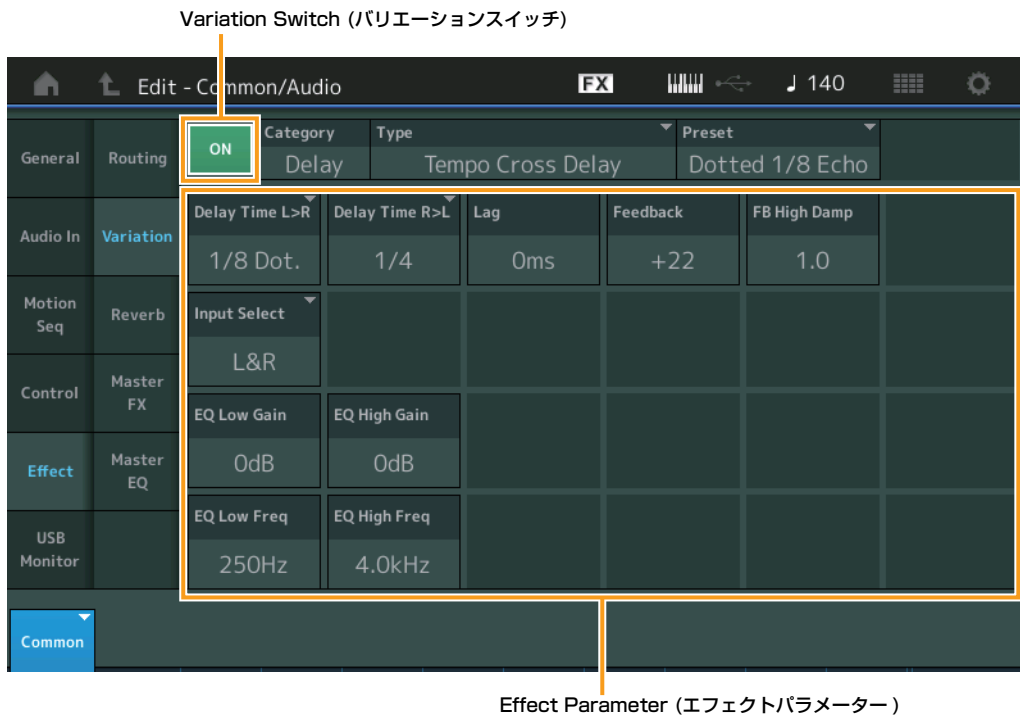 Variation Switch (バリエーションスイッチ)
Edit - Common/Audio
FX
♩ 140
General
Routing
ON
Category
Delay
Type
Tempo Cross Delay
Preset
Dotted 1/8 Echo
Audio In
Variation
Delay Time L>R
1/8 Dot.
Delay Time R>L
1/4
Lag
0ms
Feedback
+22
FB High Damp
1.0
Motion
Seq
Reverb
Input Select
L&R
Control
Master
FX
EQ Low Gain
0dB
EQ High Gain
0dB
Effect
Master
EQ
EQ Low Freq
250Hz
EQ High Freq
4.0kHz
USB
Monitor
Common
Effect Parameter (エフェクトパラメーター)